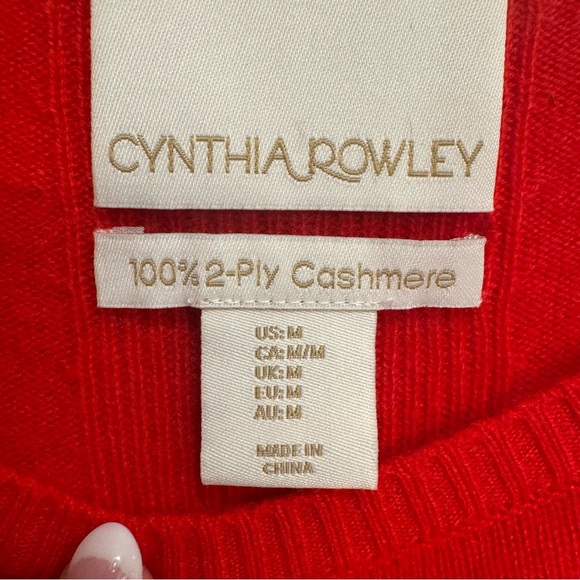 CYNTHIA ROWLEY
100% 2-Ply Cashmere
US:M
CA:M/M
UK:M
EU:M
AU:M
MADE IN
CHINA